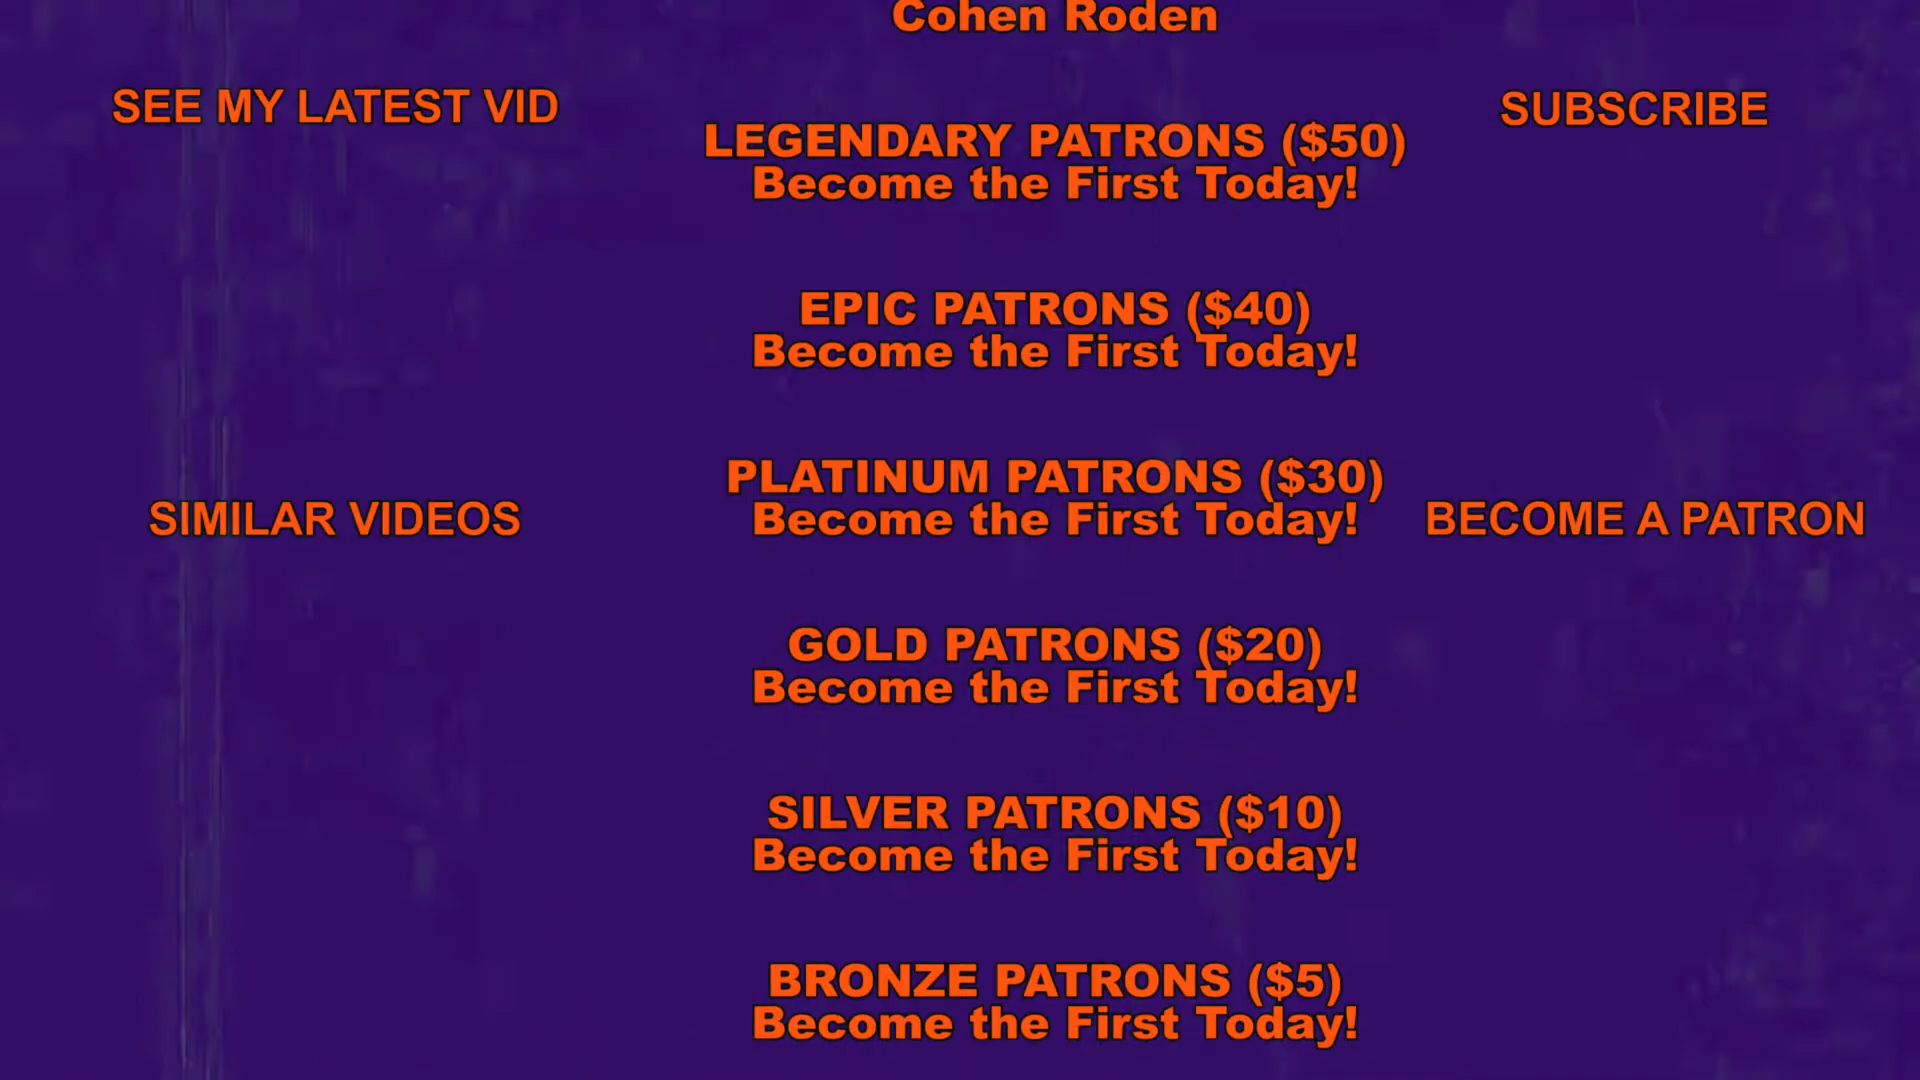 Cohen Roden
SEE MY LATEST VID
SUBSCRIBE
LEGENDARY PATRONS ($50)
Become the First Today!
EPIC PATRONS ($40)
Become the First Today!
PLATINUM PATRONS ($30)
Become the First Today!
SIMILAR VIDEOS
BECOME A PATRON
GOLD PATRONS ($20)
Become the First Today!
SILVER PATRONS ($10)
Become the First Today!
BRONZE PATRONS ($5)
Become the First Today!